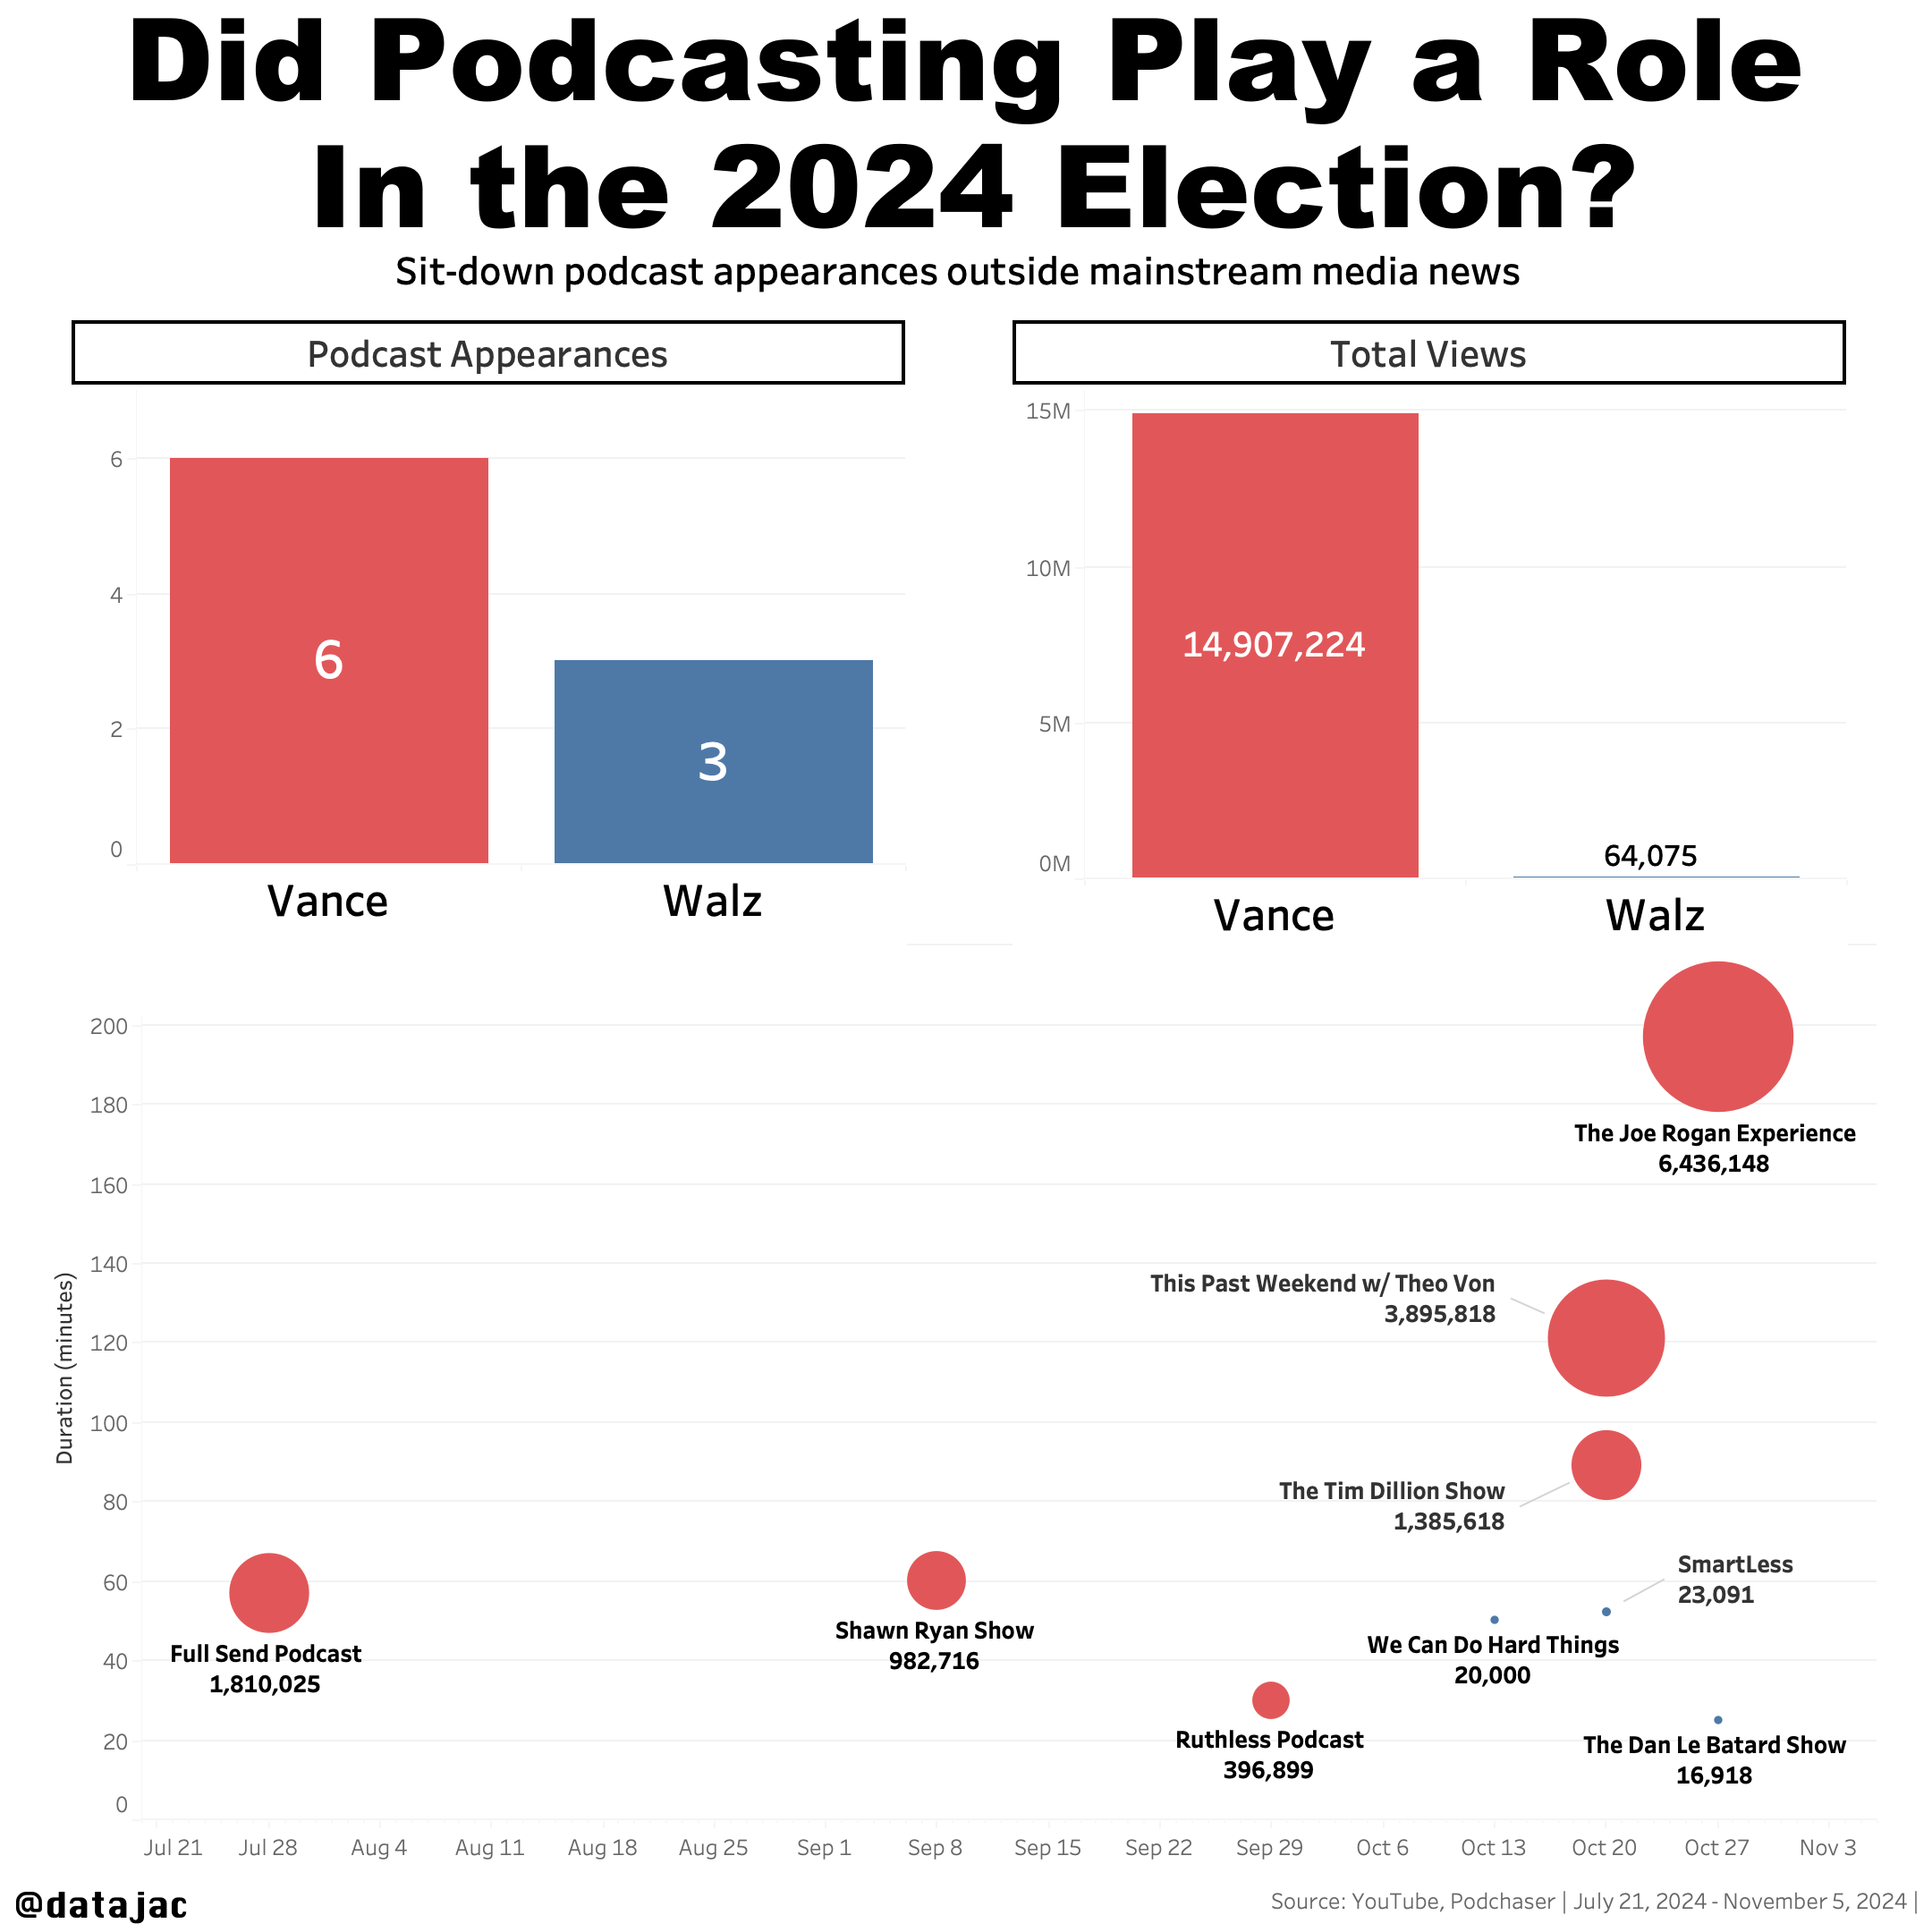 Did Podcasting Play a Role
In the 2024 Election?
Sit-down podcast appearances outside mainstream media news
Podcast Appearances
6
4
2
0
6
3
Vance
Walz
Total Views
15M
10M
5M
0M
14,907,224
64,075
Vance
Walz
Duration (minutes)
200
180
160
140
120
100
80
60
40
20
0
The Joe Rogan Experience
6,436,148
This Past Weekend w/ Theo Von
3,895,818
The Tim Dillion Show
1,385,618
SmartLess
23,091
Full Send Podcast
1,810,025
Shawn Ryan Show
982,716
We Can Do Hard Things
20,000
Ruthless Podcast
396,899
The Dan Le Batard Show
16,918
Jul 21 Jul 28 Aug 4 Aug 11 Aug 18 Aug 25 Sep 1 Sep 8 Sep 15 Sep 22 Sep 29 Oct 6 Oct 13 Oct 20 Oct 27 Nov 3
@datajac
Source: YouTube, Podchaser | July 21, 2024 - November 5, 2024 |